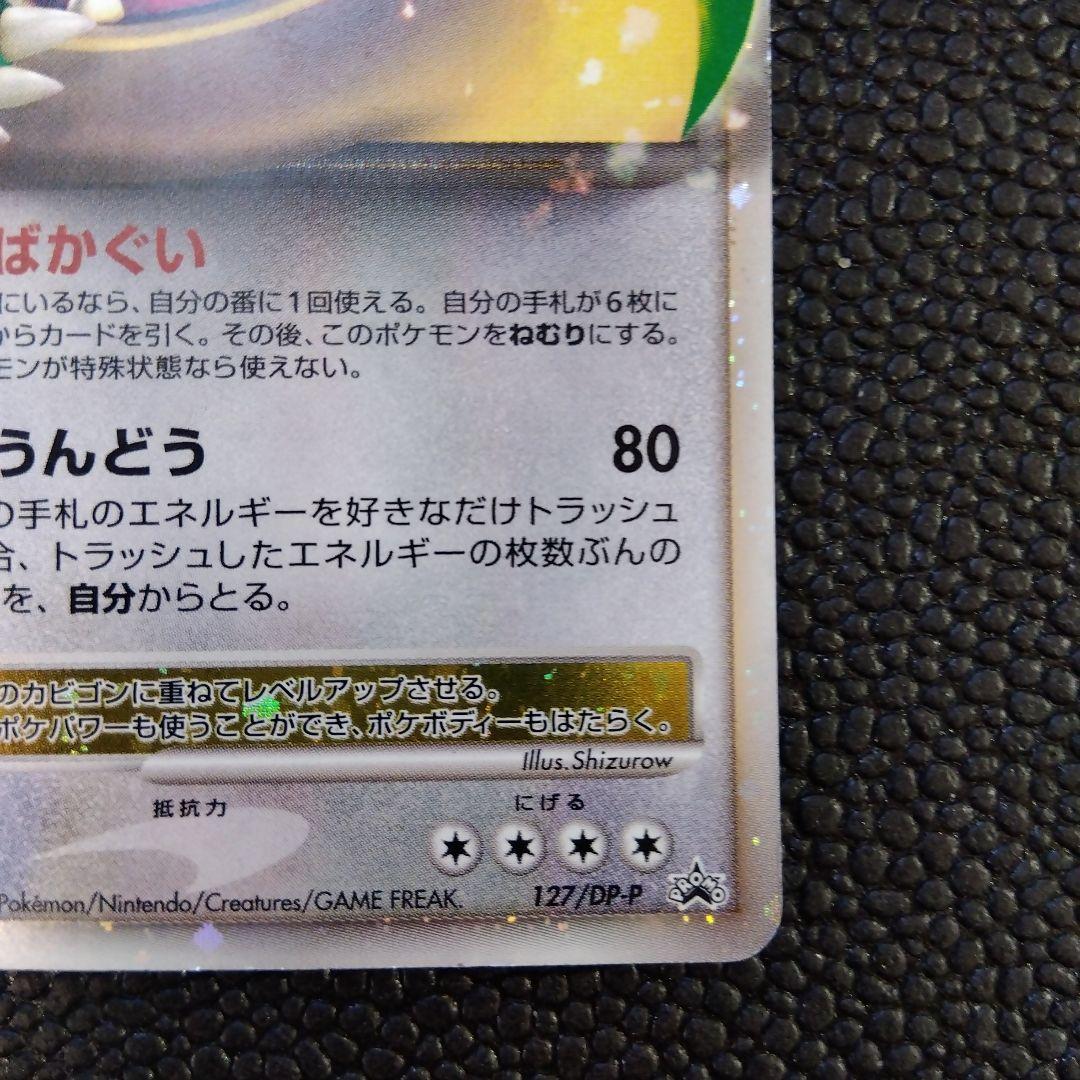 ばかぐい
にいるなら、自分の番に1回使える。自分の手札が6枚に
からカードを引く。その後、このポケモンをねむりにする。
モンが特殊状態なら使えない。
うんどう 80
の手札のエネルギーを好きなだけトラッシュ
合、トラッシュしたエネルギーの枚数ぶんの
を、自分からとる。
のカビゴンに重ねてレベルアップさせる。
ポケパワーも使うことができ、ポケボディーもはたらく。
Illus. Shizurow
抵抗力 にげる
Pokémon/Nintendo/Creatures/GAME FREAK. 127/DP-P PROMO